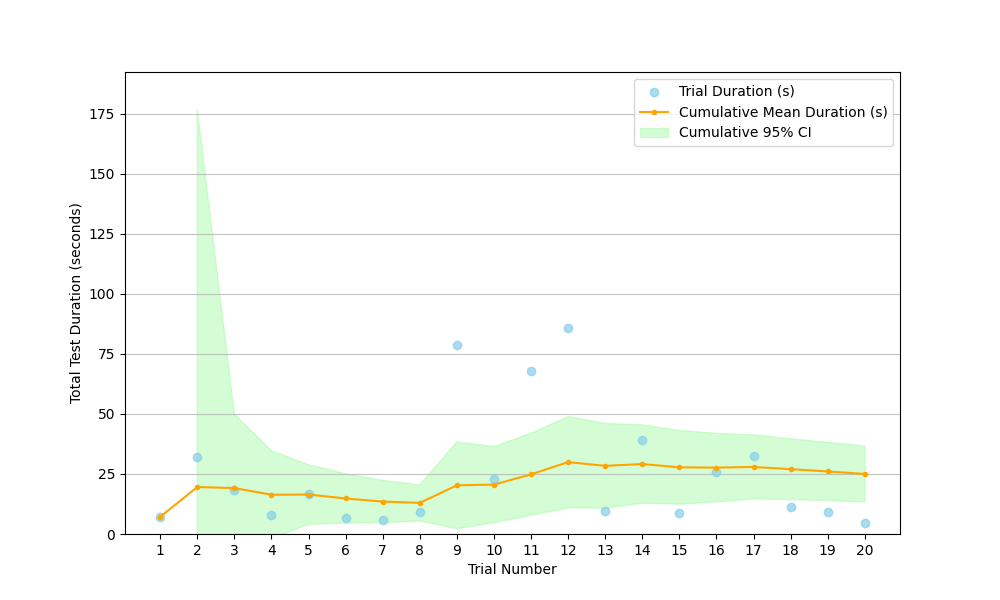 Trial Duration (s)
Cumulative Mean Duration (s)
Cumulative 95% CI
Total Test Duration (seconds)
175
150
125
100
75
50
25
0
1 2 3 4 5 6 7 8 9 10 11 12 13 14 15 16 17 18 19 20
Trial Number